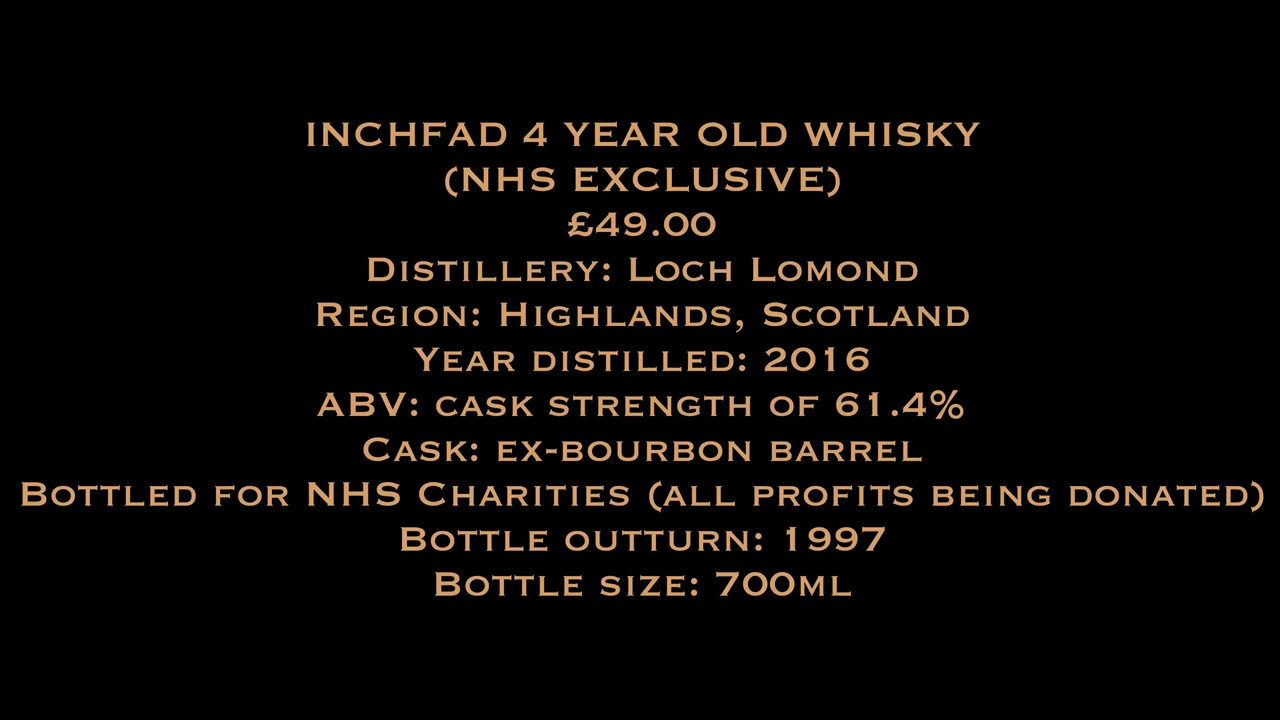 INCHFAD 4 YEAR OLD WHISKY
(NHS EXCLUSIVE)
£49.00
Distillery: Loch Lomond
Region: Highlands, Scotland
Year distilled: 2016
ABV: cask strength of 61.4%
Cask: ex-bourbon barrel
Bottled for NHS Charities (all profits being donated)
Bottle outturn: 1997
Bottle size: 700ml